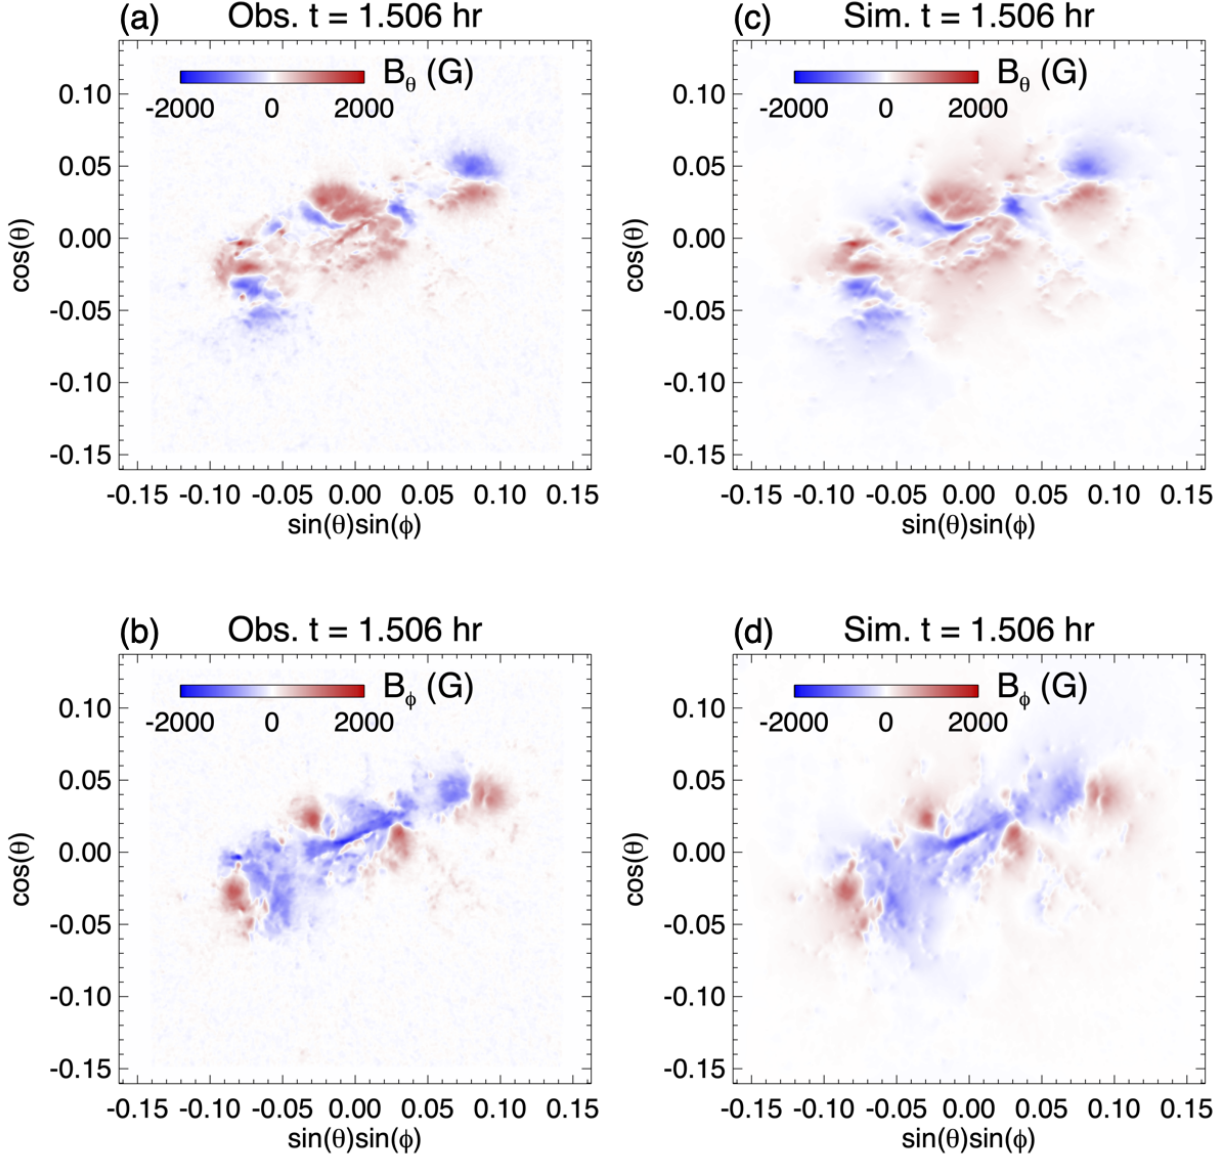 (a) Obs. t = 1.506 hr
B_θ (G)
-2000 0 2000
0.10
0.05
0.00
-0.05
-0.10
-0.15
cos(θ)
-0.15 -0.10 -0.05 0.00 0.05 0.10 0.15
sin(θ)sin(ϕ)
(c) Sim. t = 1.506 hr
B_θ (G)
-2000 0 2000
0.10
0.05
0.00
-0.05
-0.10
-0.15
cos(θ)
-0.15 -0.10 -0.05 0.00 0.05 0.10 0.15
sin(θ)sin(ϕ)
(b) Obs. t = 1.506 hr
B_ϕ (G)
-2000 0 2000
0.10
0.05
0.00
-0.05
-0.10
-0.15
cos(θ)
-0.15 -0.10 -0.05 0.00 0.05 0.10 0.15
sin(θ)sin(ϕ)
(d) Sim. t = 1.506 hr
B_ϕ (G)
-2000 0 2000
0.10
0.05
0.00
-0.05
-0.10
-0.15
cos(θ)
-0.15 -0.10 -0.05 0.00 0.05 0.10 0.15
sin(θ)sin(ϕ)